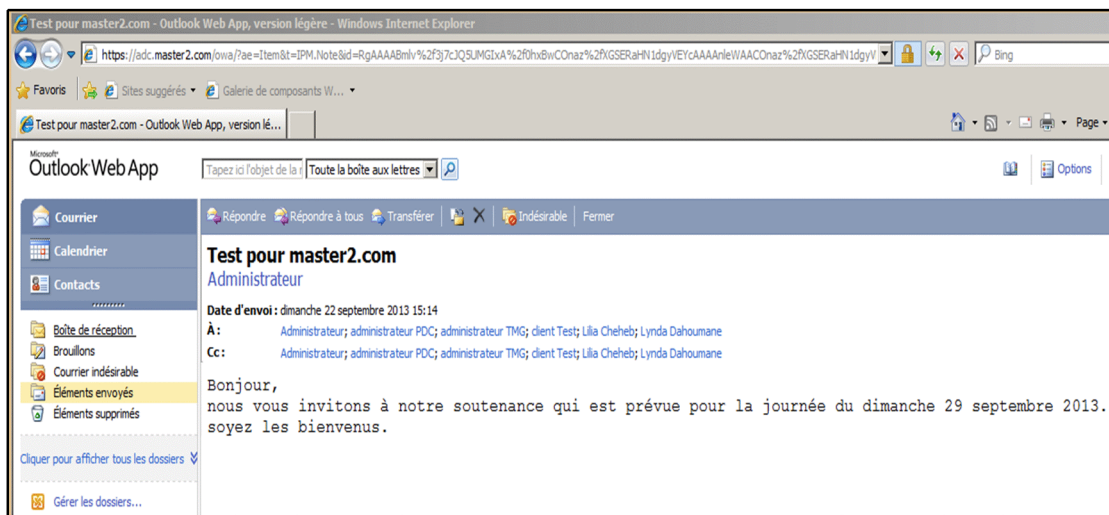 Test pour master2.com - Outlook Web App, version légère - Windows Internet Explorer
https://adc.master2.com/owa/?ae=Item&t=IPM.Note&id=
Bing
Favoris Sites suggérés Galerie de composants W...
Test pour master2.com - Outlook Web App, version lé...
Page
Microsoft
Outlook Web App
Tapez ici l'objet de la r Toute la boîte aux lettres
Options
Courrier
Répondre Répondre à tous Transférer Indésirable Fermer
Calendrier
Contacts
Test pour master2.com
Administrateur
Date d'envoi : dimanche 22 septembre 2013 15:14
À : Administrateur; administrateur PDC; administrateur TMG; client Test; Lilia Cheheb; Lynda Dahoumane
Cc : Administrateur; administrateur PDC; administrateur TMG; client Test; Lilia Cheheb; Lynda Dahoumane
Boîte de réception
Brouillons
Courrier indésirable
Éléments envoyés
Éléments supprimés
Bonjour,
nous vous invitons à notre soutenance qui est prévue pour la journée du dimanche 29 septembre 2013.
soyez les bienvenus.
Cliquer pour afficher tous les dossiers
Gérer les dossiers...